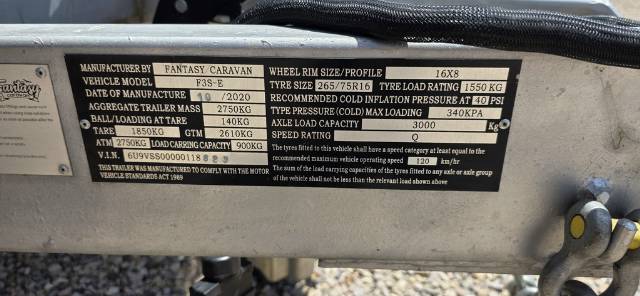 Fantasy
MANUFACTURER BY FANTASY CARAVAN
VEHICLE MODEL F3S-E
DATE OF MANUFACTURE 10 /2020
AGGREGATE TRAILER MASS 2750KG
BALL/LOADING AT TARE 140KG
TARE 1850KG GTM 2610KG
ATM 2750KG LOAD CARRYING CAPACITY 900KG
V.I.N. 6U9VSS00000118
THIS TRAILER WAS MANUFACTURED TO COMPLY WITH THE MOTOR
VEHICLE STANDARDS ACT 1989
WHEEL RIM SIZE/PROFILE 16X8
TYRE SIZE 265/75R16 TYRE LOAD RATING 1550KG
RECOMMENDED COLD INFLATION PRESSURE AT 40 PSI
TYPE PRESSURE (COLD) MAX LOADING 340KPA
AXLE LOAD CAPACITY 3000 Kg
SPEED RATING Q
The tyres fitted to this vehicle shall have a speed category at least equal to the
recommended maximum vehicle operating speed 120 km/hr
The sum of the load carrying capacities of the tyres fitted to any axle or axle group
of the vehicle shall not be less than the relevant load shown above